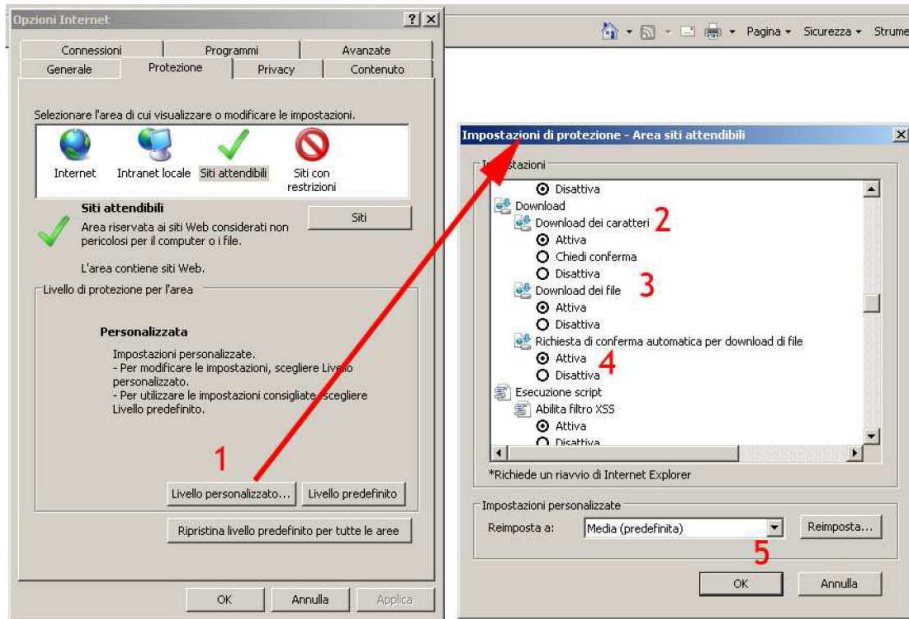 Opzioni Internet
Pagina
Sicurezza
Strume
Connessioni
Programmi
Avanzate
Generale
Protezione
Privacy
Contenuto
Selezionare l'area di cui visualizzare o modificare le impostazioni.
Internet
Intranet locale
Siti attendibili
Siti con
restrizioni
Siti attendibili
Area riservata ai siti Web considerati non
pericolosi per il computer o i file.
L'area contiene siti Web.
Siti
Livello di protezione per l'area
Personalizzata
Impostazioni personalizzate.
- Per modificare le impostazioni, scegliere Livello
personalizzato.
- Per utilizzare le impostazioni consigliate, scegliere
Livello predefinito.
1
Livello personalizzato...
Livello predefinito
Ripristina livello predefinito per tutte le aree
OK
Annulla
Applica
Impostazioni di protezione - Area siti attendibili
Impostazioni
Disattiva
Download
Download dei caratteri 2
Attiva
Chiedi conferma
Disattiva
Download dei file 3
Attiva
Disattiva
Richiesta di conferma automatica per download di file
Attiva 4
Disattiva
Esecuzione script
Abilita filtro XSS
Attiva
Disattiva
*Richiede un riavvio di Internet Explorer
Impostazioni personalizzate
Reimposta a:
Media (predefinita)
Reimposta...
5
OK
Annulla